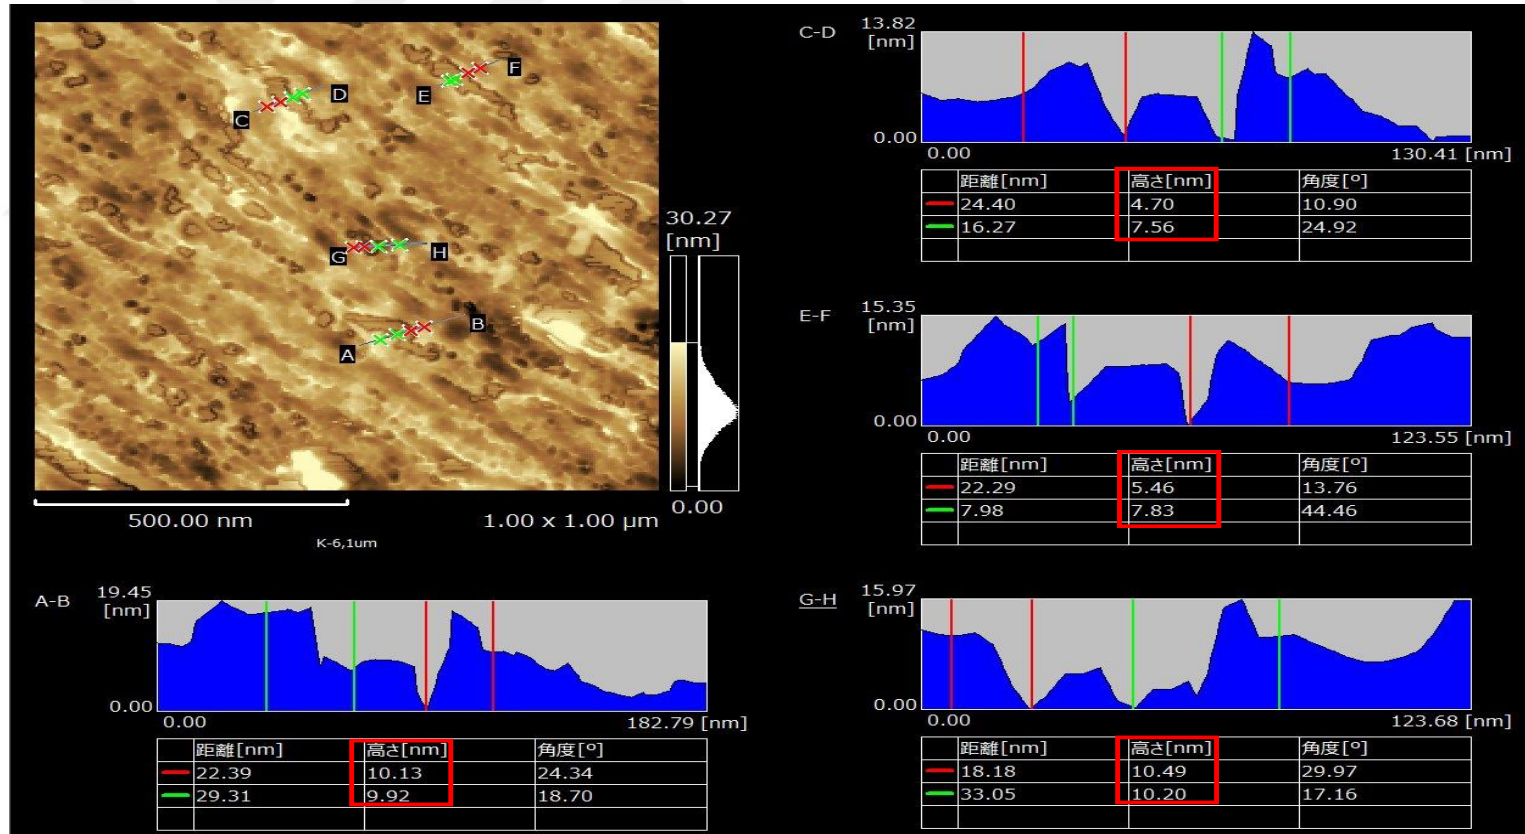 D
F
E
C
G
H
B
A
30.27
[nm]
0.00
500.00 nm
1.00 x 1.00 μm
K-6,1um
C-D
13.82
[nm]
0.00
0.00
130.41 [nm]
距離[nm] 高さ[nm] 角度[º]
24.40 4.70 10.90
16.27 7.56 24.92
E-F
15.35
[nm]
0.00
0.00
123.55 [nm]
距離[nm] 高さ[nm] 角度[º]
22.29 5.46 13.76
7.98 7.83 44.46
A-B
19.45
[nm]
0.00
0.00
182.79 [nm]
距離[nm] 高さ[nm] 角度[º]
22.39 10.13 24.34
29.31 9.92 18.70
G-H
15.97
[nm]
0.00
0.00
123.68 [nm]
距離[nm] 高さ[nm] 角度[º]
18.18 10.49 29.97
33.05 10.20 17.16